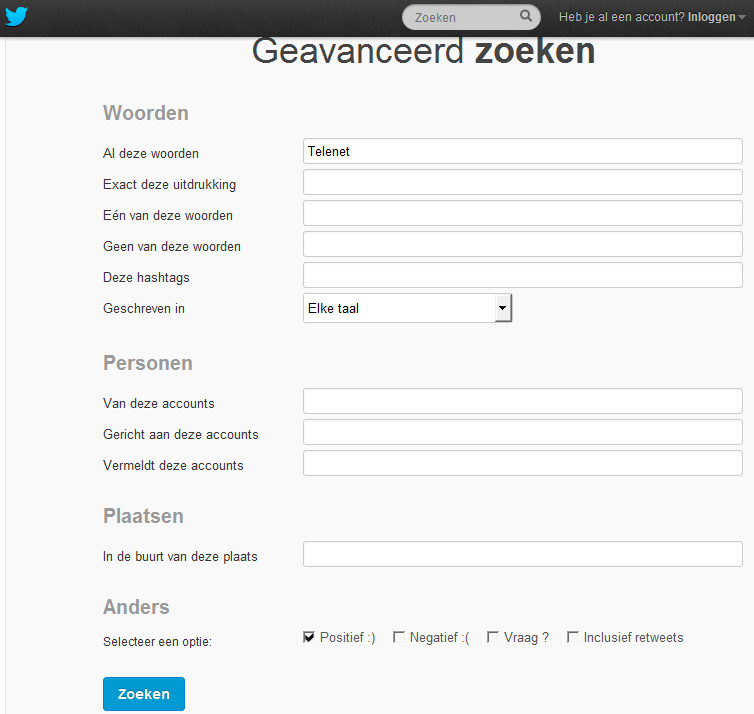 Zoeken
Heb je al een account? Inloggen
Geavanceerd zoeken
Woorden
Al deze woorden
Telenet
Exact deze uitdrukking
Eén van deze woorden
Geen van deze woorden
Deze hashtags
Geschreven in
Elke taal
Personen
Van deze accounts
Gericht aan deze accounts
Vermeldt deze accounts
Plaatsen
In de buurt van deze plaats
Anders
Selecteer een optie:
Positief :)
Negatief :(
Vraag ?
Inclusief retweets
Zoeken